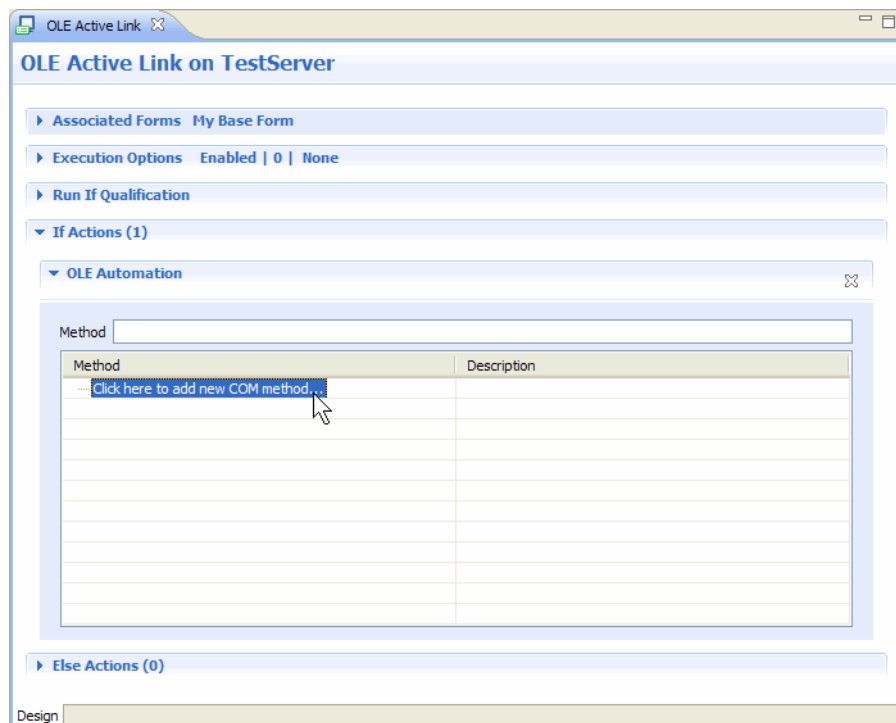 OLE Active Link
OLE Active Link on TestServer
Associated Forms My Base Form
Execution Options Enabled | 0 | None
Run If Qualification
If Actions (1)
OLE Automation
Method
Method Description
Click here to add new COM method...
Else Actions (0)
Design